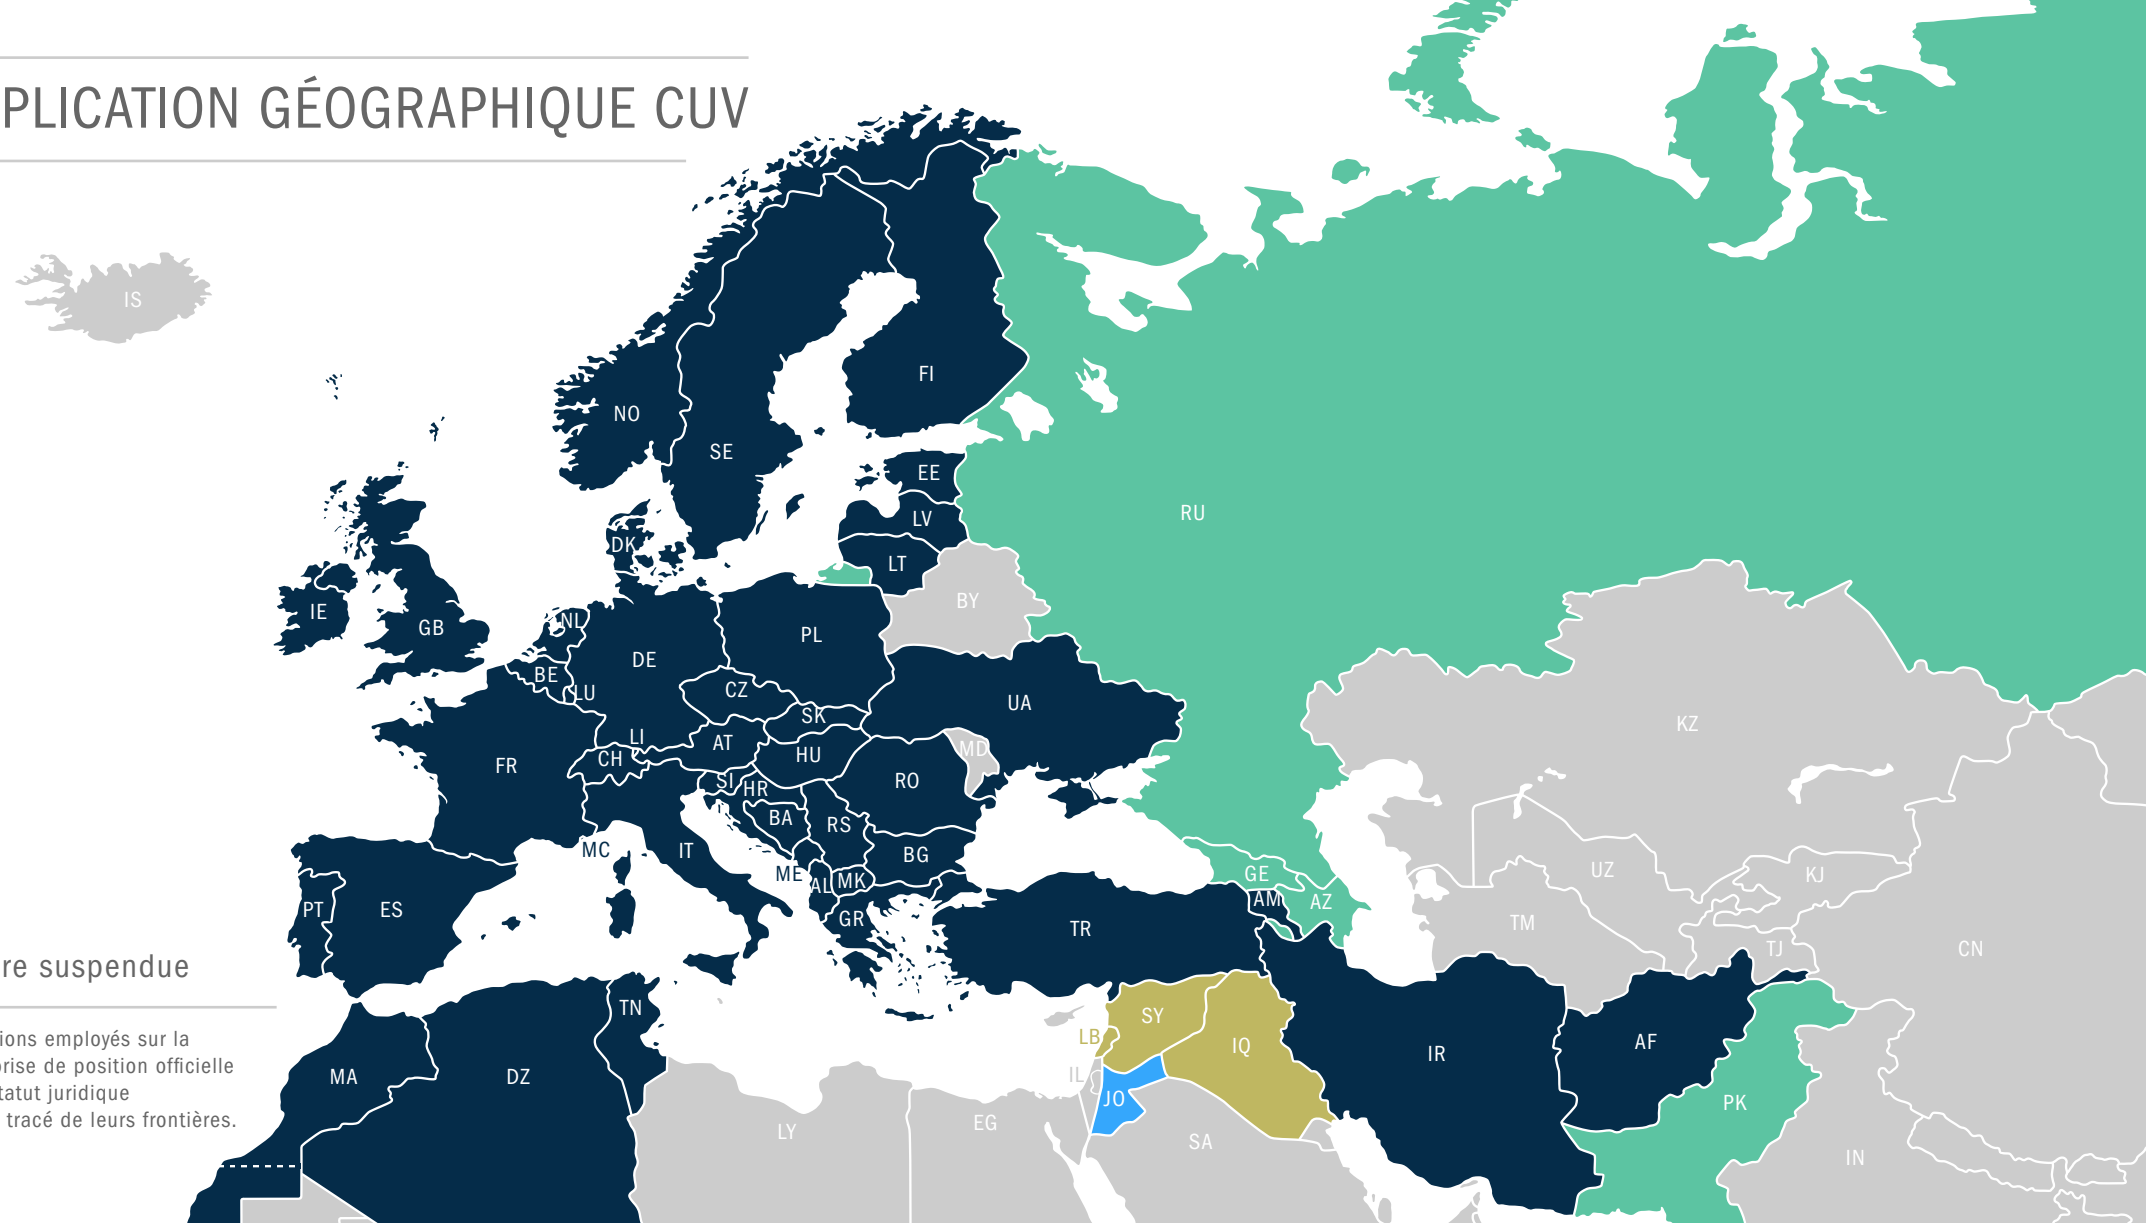 PLICATION GÉOGRAPHIQUE CUV
IS
FI
NO
SE
EE
LV
RU
DK
LT
BY
IE
NL
GB
PL
DE
BE
CZ
LU
UA
SK
KZ
LI
AT
MD
CH
HU
FR
SI
RO
HR
BA
RS
MC
IT
BG
UZ
ME
GE
KJ
AL
MK
AM
AZ
PT
ES
GR
TR
TM
CN
TJ
re suspendue
TN
SY
ions employés sur la
LB
IQ
AF
orise de position officielle
IR
MA
DZ
IL
tatut juridique
JO
PK
tracé de leurs frontières.
LY
EG
SA
IN